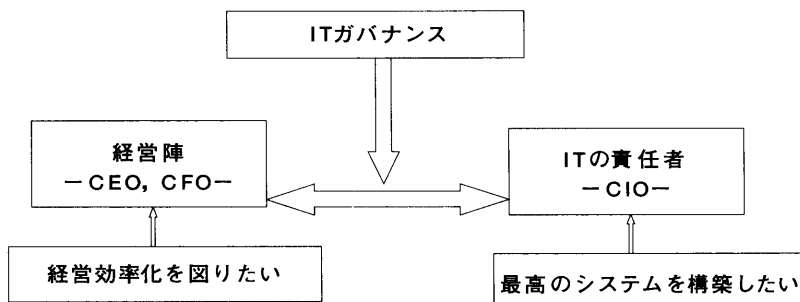 ITガバナンス
経営陣
－CEO，CFO－
ITの責任者
－CIO－
経営効率化を図りたい
最高のシステムを構築したい